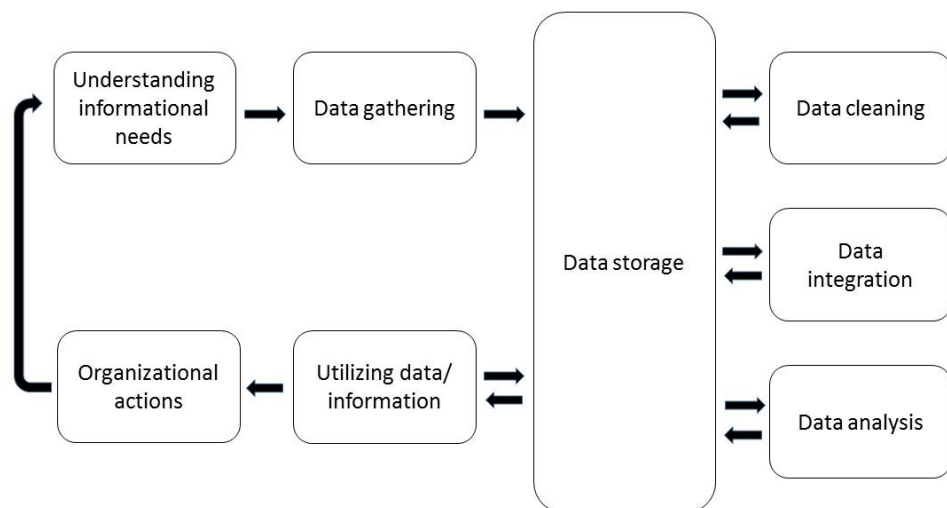 Understanding
informational
needs
Data gathering
Data storage
Data cleaning
Data
integration
Data analysis
Utilizing data/
information
Organizational
actions